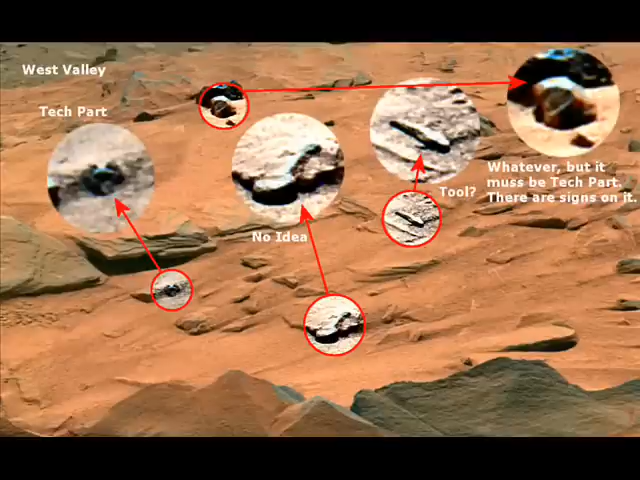 West Valley
Tech Part
No Idea
Tool?
Whatever, but it
muss be Tech Part.
There are signs on it.